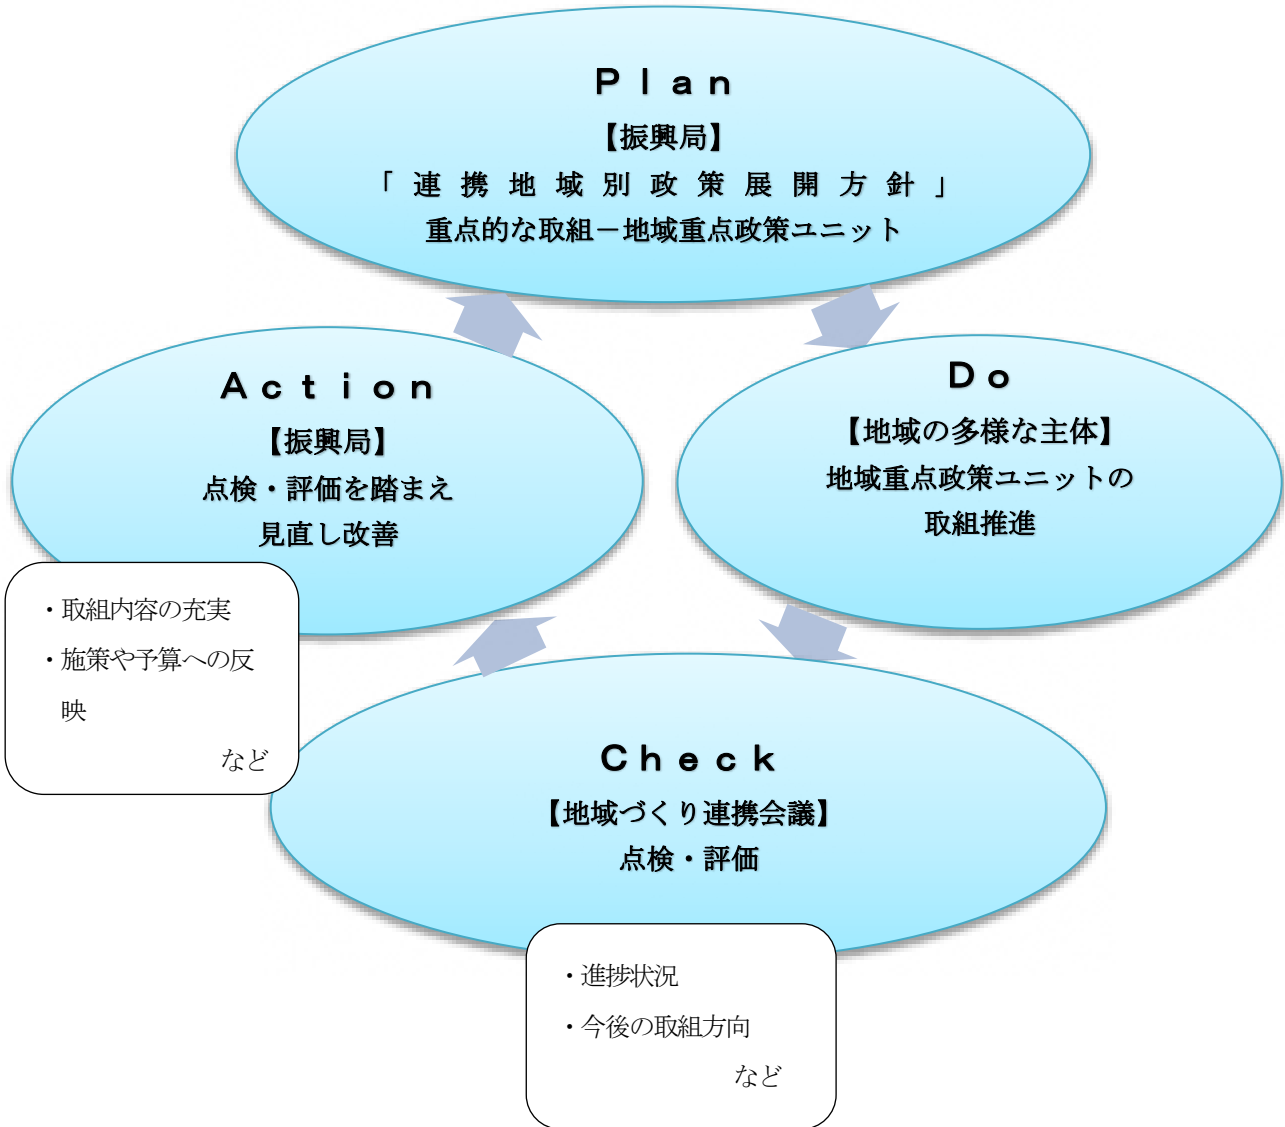 Ｐｌａｎ
【振興局】
「連携地域別政策展開方針」
重点的な取組－地域重点政策ユニット
Ａｃｔｉｏｎ
【振興局】
点検・評価を踏まえ
見直し改善
・取組内容の充実
・施策や予算への反
映
など
Ｄｏ
【地域の多様な主体】
地域重点政策ユニットの
取組推進
Ｃｈｅｃｋ
【地域づくり連携会議】
点検・評価
・進捗状況
・今後の取組方向
など